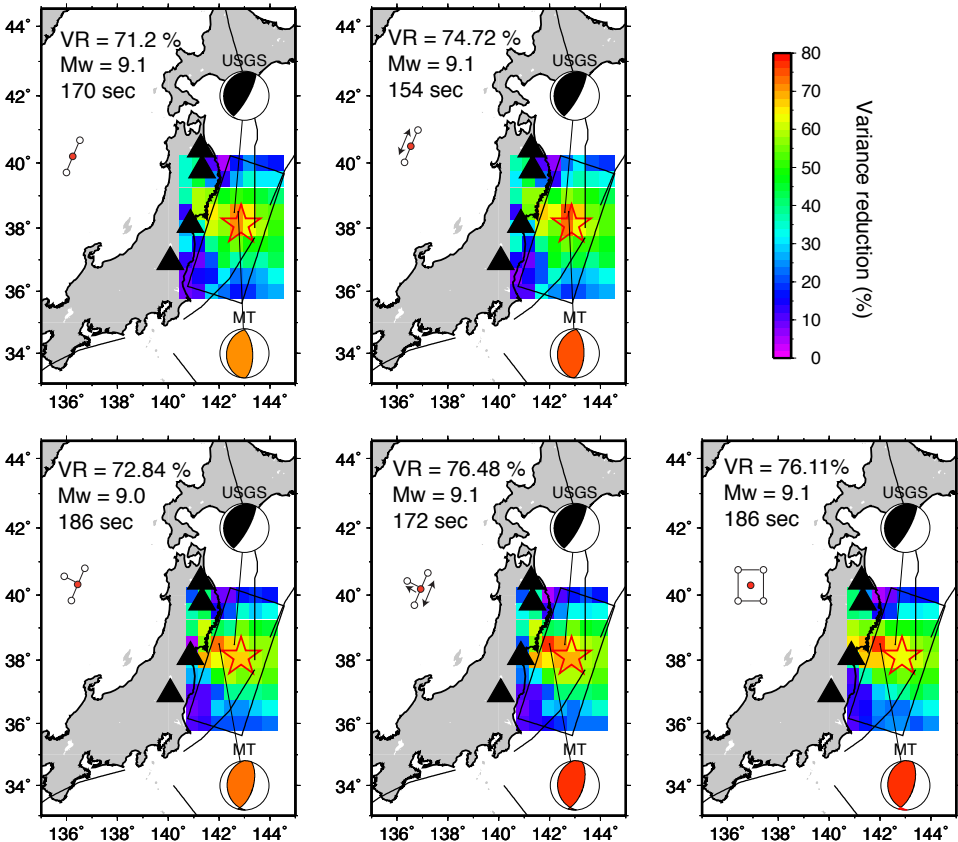 44°
42°
40°
38°
36°
34°
136° 138° 140° 142° 144°
VR = 71.2 %
Mw = 9.1
170 sec
USGS
MT
44°
42°
40°
38°
36°
34°
136° 138° 140° 142° 144°
VR = 74.72 %
Mw = 9.1
154 sec
USGS
MT
80
70
60
50
40
30
20
10
0
Variance reduction (%)
44°
42°
40°
38°
36°
34°
136° 138° 140° 142° 144°
VR = 72.84 %
Mw = 9.0
186 sec
USGS
MT
44°
42°
40°
38°
36°
34°
136° 138° 140° 142° 144°
VR = 76.48 %
Mw = 9.1
172 sec
USGS
MT
44°
42°
40°
38°
36°
34°
136° 138° 140° 142° 144°
VR = 76.11%
Mw = 9.1
186 sec
USGS
MT